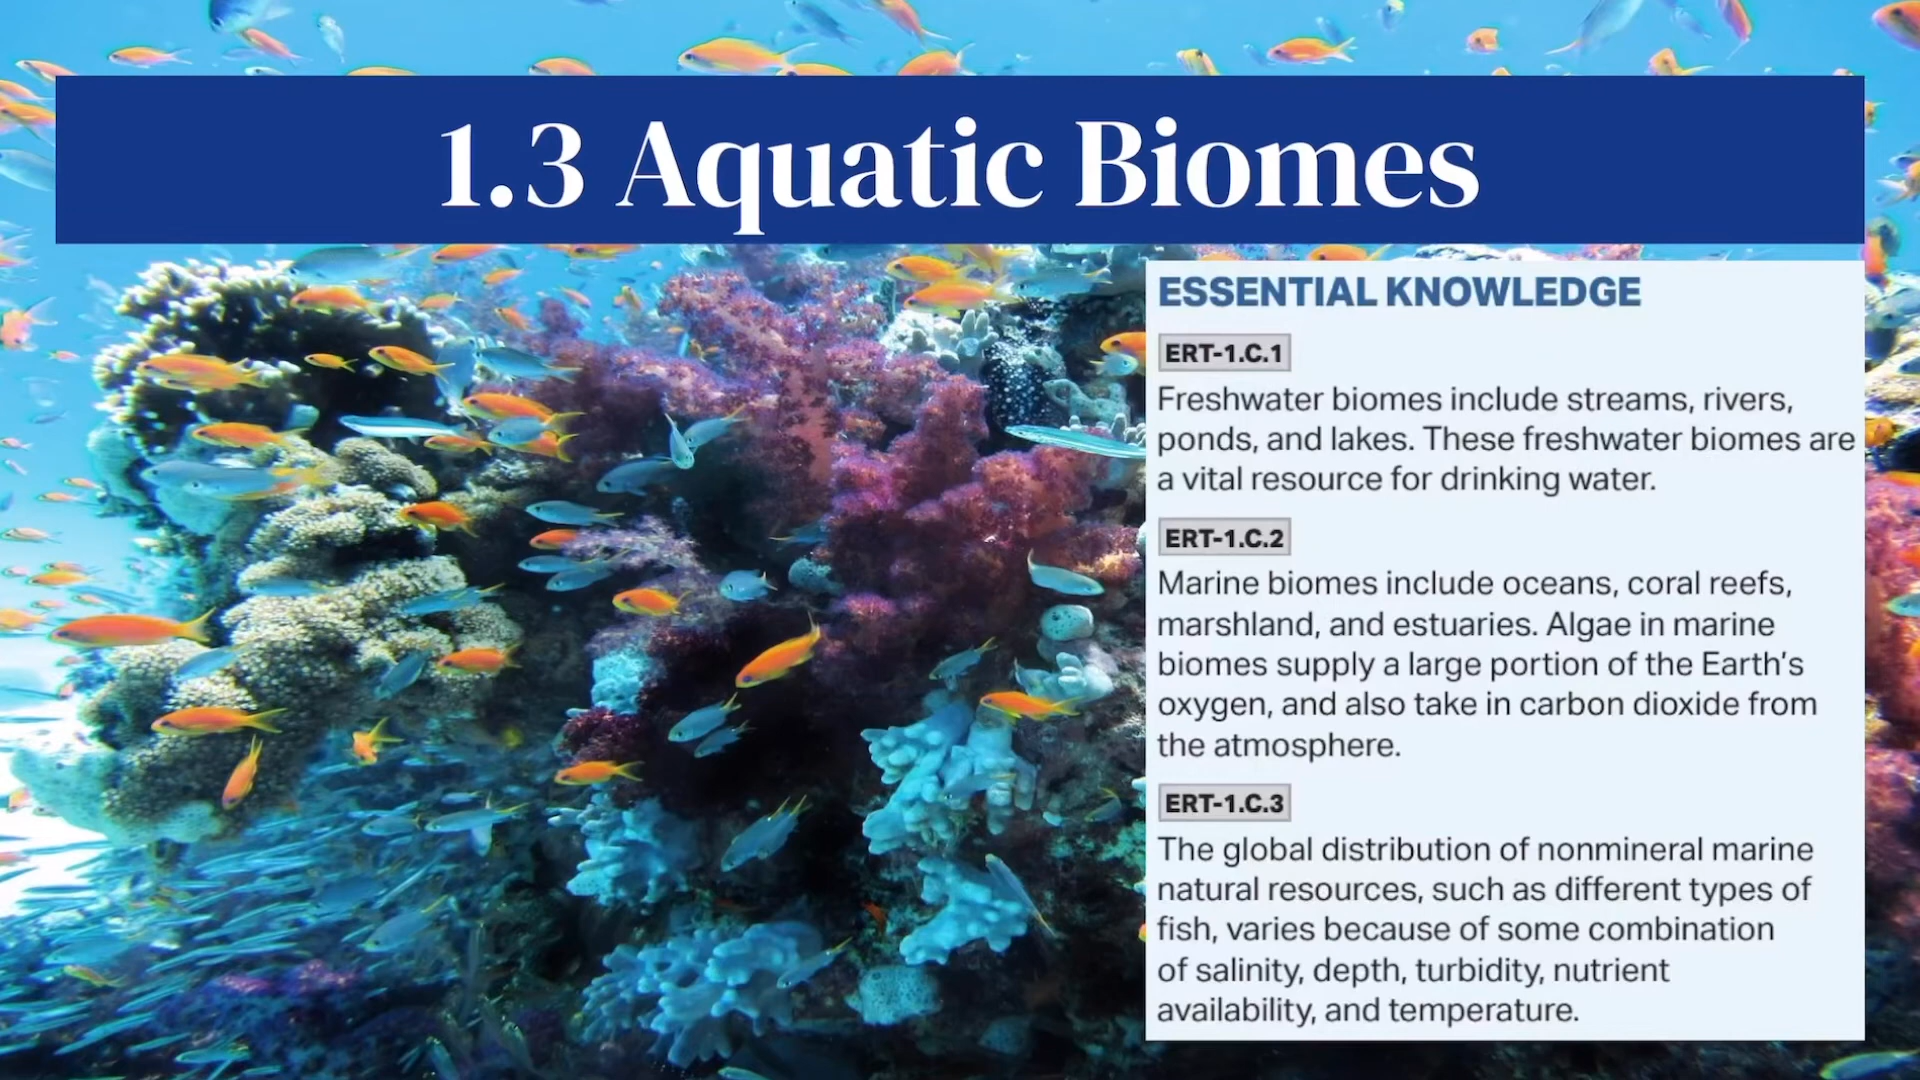 1.3 Aquatic Biomes
ESSENTIAL KNOWLEDGE
ERT-1.C.1
Freshwater biomes include streams, rivers,
ponds, and lakes. These freshwater biomes are
a vital resource for drinking water.
ERT-1.C.2
Marine biomes include oceans, coral reefs,
marshland, and estuaries. Algae in marine
biomes supply a large portion of the Earth's
oxygen, and also take in carbon dioxide from
the atmosphere.
ERT-1.C.3
The global distribution of nonmineral marine
natural resources, such as different types of
fish, varies because of some combination
of salinity, depth, turbidity, nutrient
availability, and temperature.